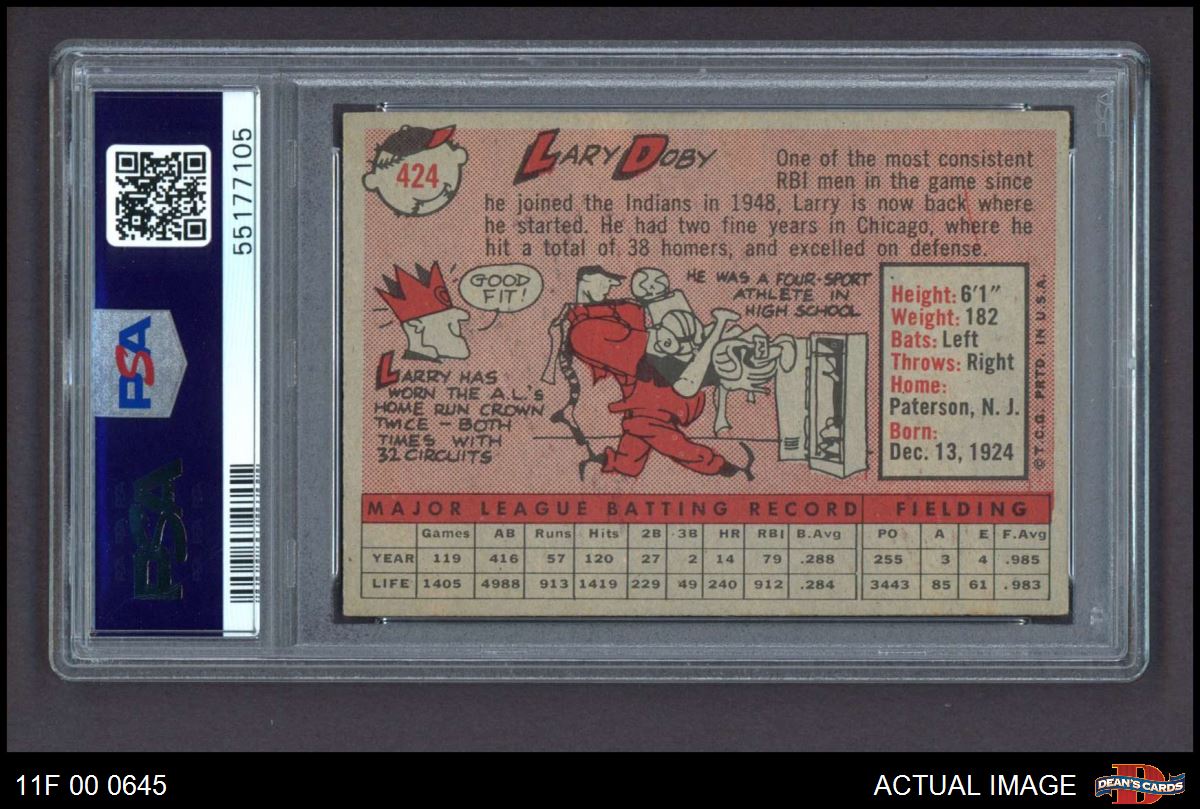 55177105
PSA
PSA
424
LARY DOBY
One of the most consistent
RBI men in the game since
he joined the Indians in 1948, Larry is now back where
he started. He had two fine years in Chicago, where he
hit a total of 38 homers, and excelled on defense.
GOOD
FIT!
LARRY HAS
WORN THE A.L.'S
HOME RUN CROWN
TWICE – BOTH
TIMES WITH
32 CIRCUITS
HE WAS A FOUR-SPORT
ATHLETE IN
HIGH SCHOOL
Height: 6'1"
Weight: 182
Bats: Left
Throws: Right
Home:
Paterson, N. J.
Born:
Dec. 13, 1924
©T.C.G. PRTD. IN U.S.A.
MAJOR LEAGUE BATTING RECORD FIELDING
Games AB Runs Hits 2B 3B HR RBI B.Avg PO A E F.Avg
YEAR 119 416 57 120 27 2 14 79 .288 255 3 4 .985
LIFE 1405 4988 913 1419 229 49 240 912 .284 3443 85 61 .983
11F 00 0645
ACTUAL IMAGE
DEAN'S CARDS